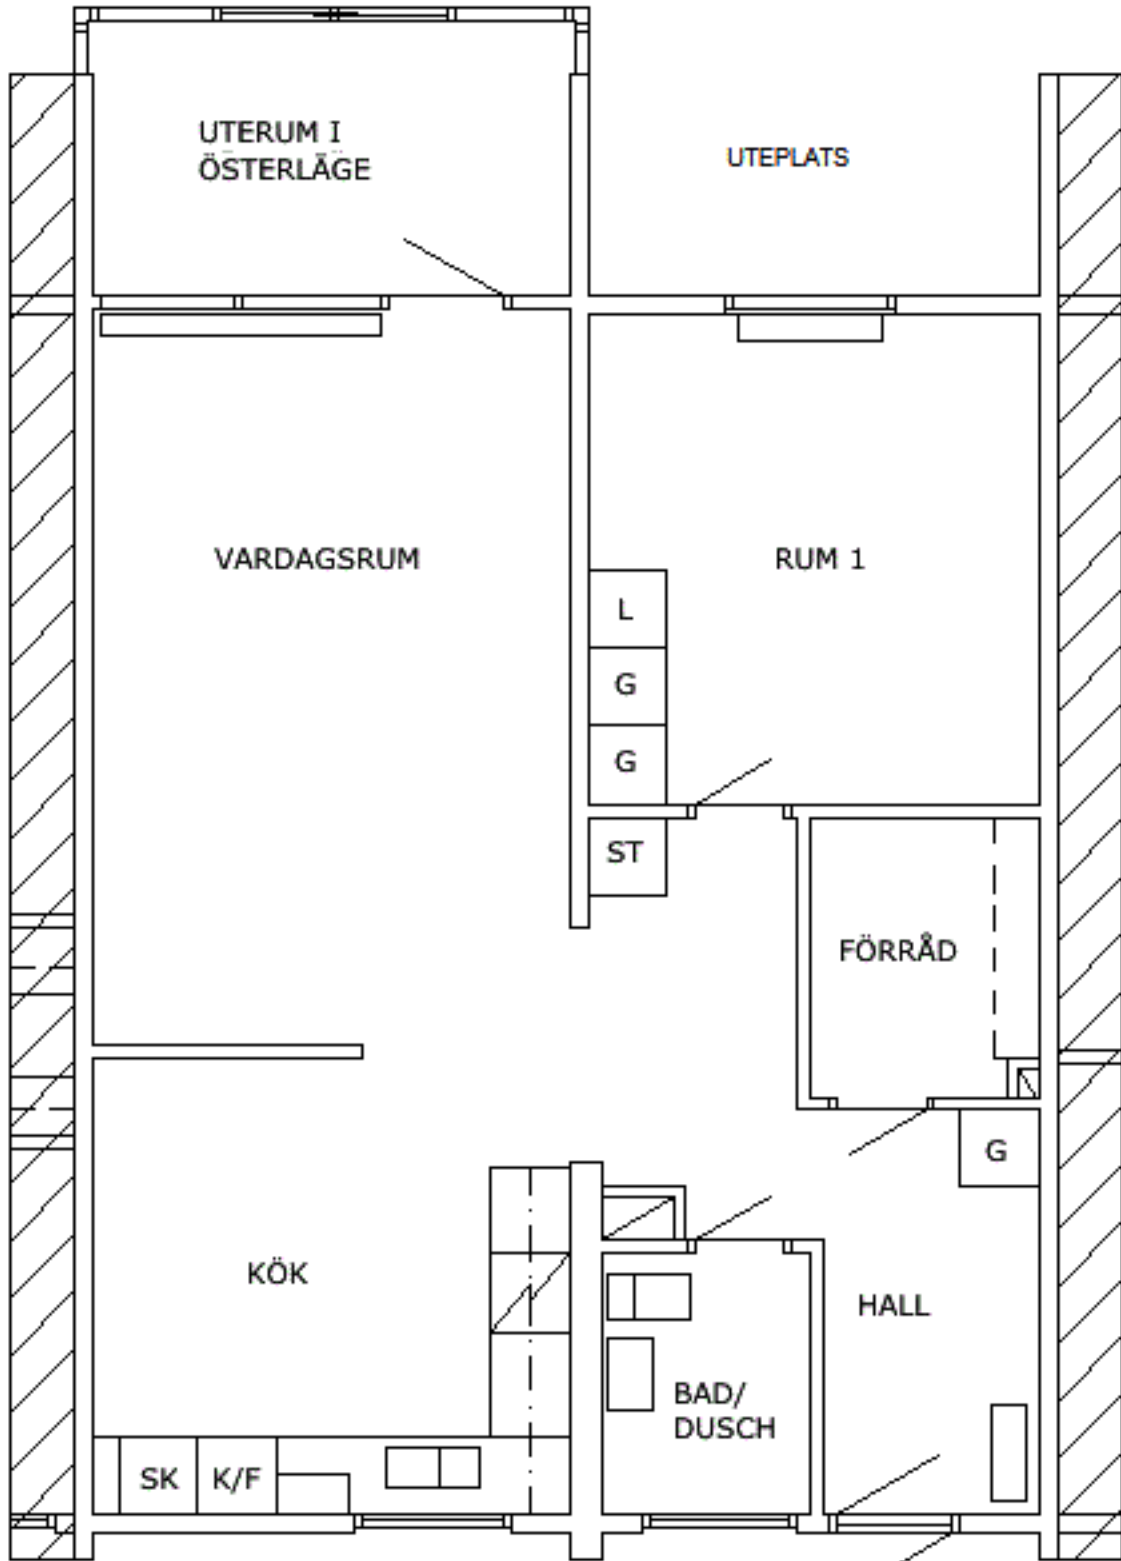 UTERUM I
ÖSTERLÄGE
UTEPLATS
VARDAGSRUM
RUM 1
L
G
G
ST
FÖRRÅD
G
KÖK
HALL
BAD/
DUSCH
SK
K/F